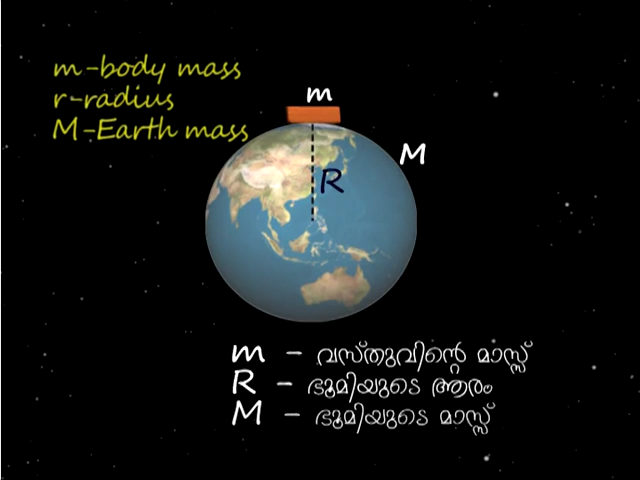 m-body mass
r-radius
M-Earth mass
m
M
R
m - വസ്തുവിന്റെ മാസ്സ്
R - ഭൂമിയുടെ ആരം
M - ഭൂമിയുടെ മാസ്സ്